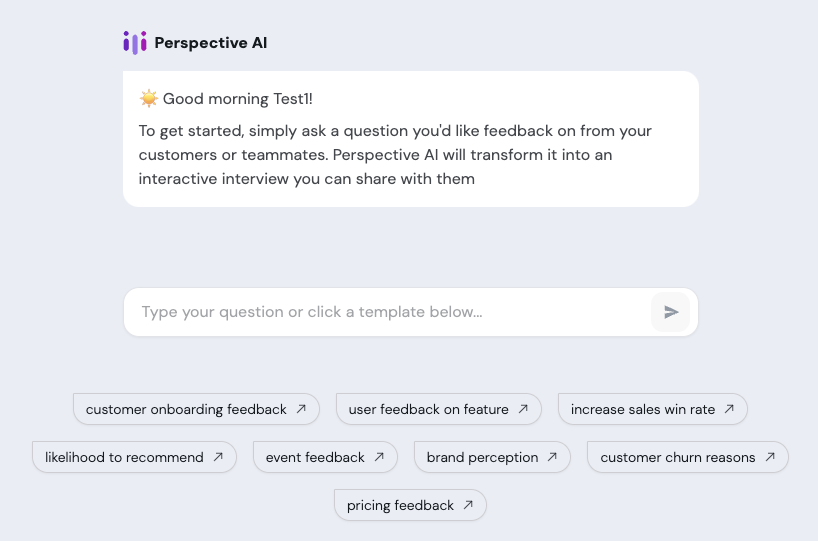 Perspective AI
☀️ Good morning Test1!
To get started, simply ask a question you'd like feedback on from your
customers or teammates. Perspective AI will transform it into an
interactive interview you can share with them
Type your question or click a template below...
customer onboarding feedback ↗ user feedback on feature ↗ increase sales win rate ↗
likelihood to recommend ↗ event feedback ↗ brand perception ↗ customer churn reasons ↗
pricing feedback ↗